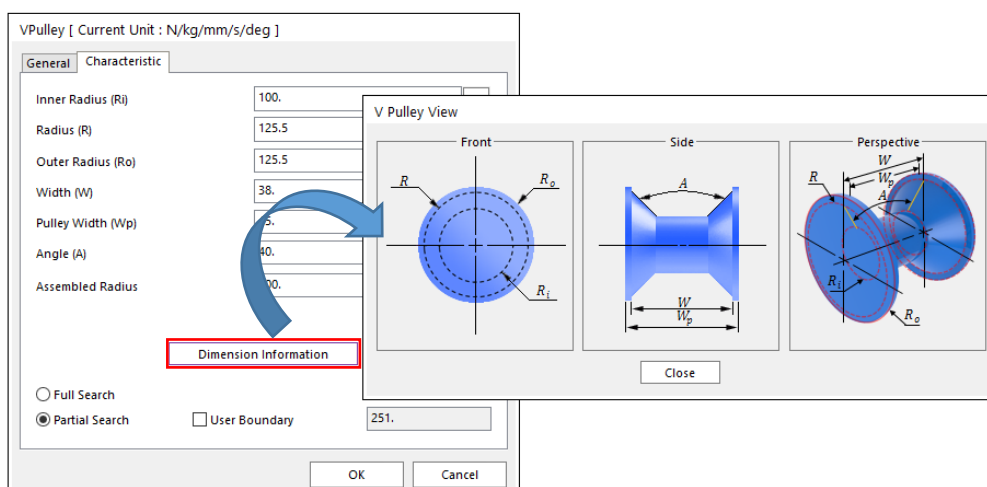 VPulley [ Current Unit : N/kg/mm/s/deg ]
General Characteristic
Inner Radius (Ri) 100.
Radius (R) 125.5
Outer Radius (Ro) 125.5
Width (W) 38.
Pulley Width (Wp)
Angle (A) 40.
Assembled Radius
Dimension Information
Full Search
Partial Search User Boundary 251.
OK Cancel
V Pulley View
Front
R
Ro
Ri
Side
A
W
Wp
Perspective
W
Wp
R
A
Ri
Ro
Close